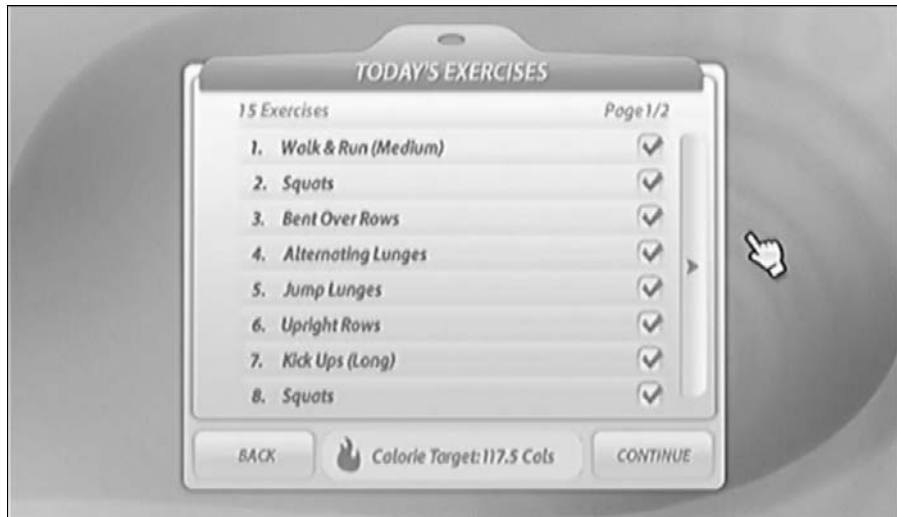 TODAY'S EXERCISES
15 Exercises Page 1/2
1. Walk & Run (Medium)
2. Squats
3. Bent Over Rows
4. Alternating Lunges
5. Jump Lunges
6. Upright Rows
7. Kick Ups (Long)
8. Squats
BACK Calorie Target: 117.5 Cals CONTINUE